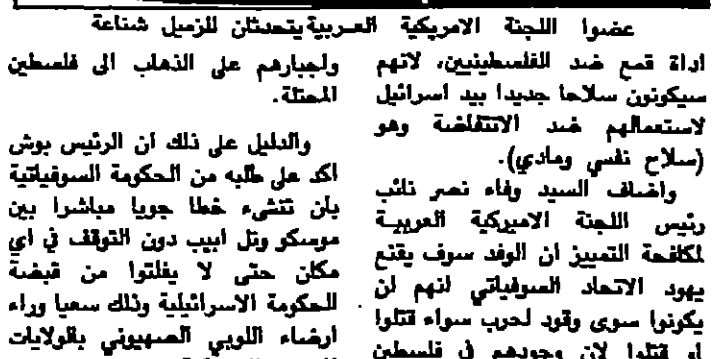 عضوا اللجنة الامريكية العربية يتحدثان للزميل شناعة
اداة قمع ضد الفلسطينيين، لانهم
سيكونون سلاحا جديدا بيد اسرائيل
لاستعمالهم ضد الانتفاضة وهو
(سلاح نفسي ومادي).
واضاف السيد وفاء نصر نائب
رئيس اللجنة الاميركية العربية
لمكافحة التمييز ان الوفد سوف يقنع
يهود الاتحاد السوفياتي انهم لن
يكونوا سوى وقود لحرب سواء قتلوا
أو قتلوا لان وجودهم في فلسطين
واجبارهم على الذهاب الى فلسطين
المحتلة.
والدليل على ذلك ان الرئيس بوش
اكد على طلبه من الحكومة السوفياتية
بان تنشىء خطا جويا مباشرا بين
موسكو وتل ابيب دون التوقف في اي
مكان حتى لا يفلتوا من قبضة
الحكومة الاسرائيلية وذلك سعيا وراء
ارضاء اللوبي الصهيوني بالولايات